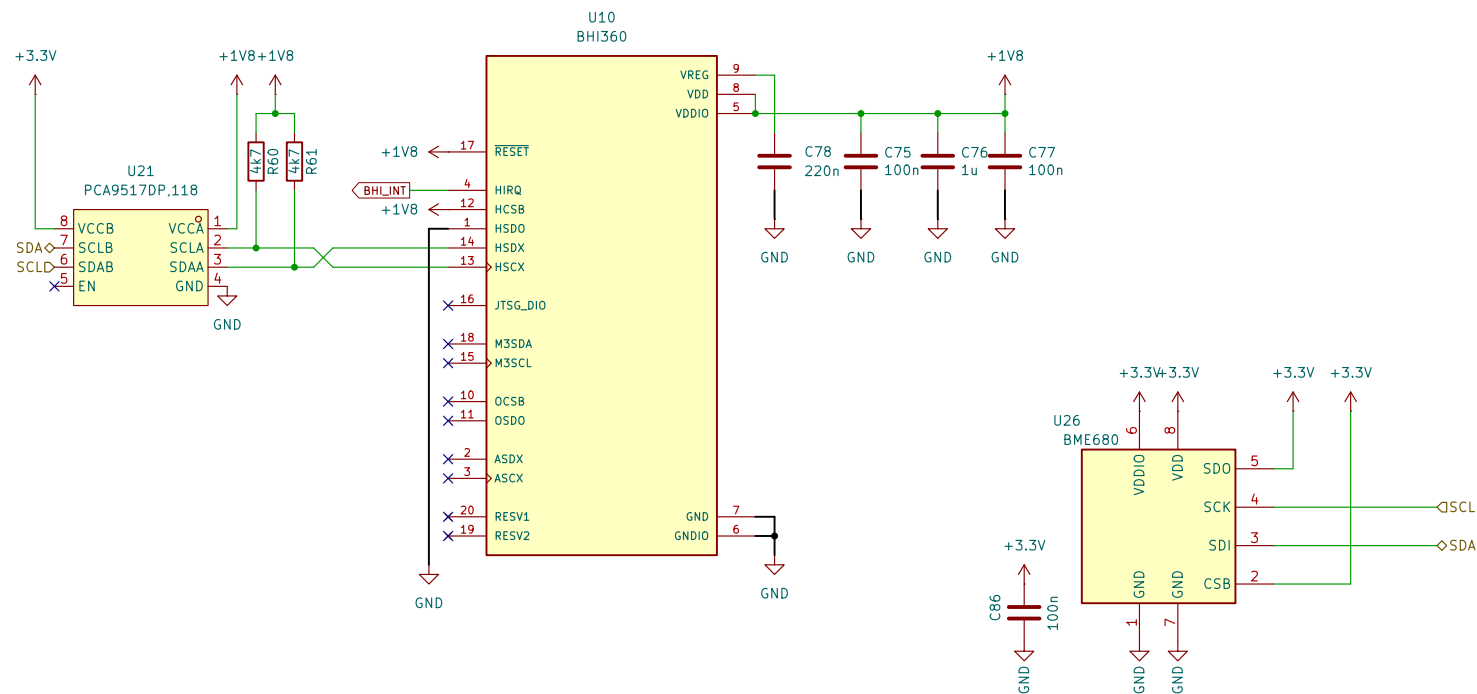 U10
BHI360
+3.3V
+1V8
+1V8
U21
PCA9517DP,118
8
VCCB
VCCA
1
SDA
7
SCLB
SCLA
2
SCL
6
SDAB
SDAA
3
5
EN
GND
4
GND
4k7
R60
4k7
R61
+1V8
17
RESET
BHI_INT
4
HIRQ
+1V8
12
HCSB
1
HSDO
14
HSDX
13
HSCX
16
JTSG_DIO
18
M3SDA
15
M3SCL
10
OCSB
11
OSDO
2
ASDX
3
ASCX
20
RESV1
19
RESV2
GND
VREG
9
VDD
8
VDDIO
5
GND
7
GNDIO
6
GND
+1V8
C78
220n
C75
100n
C76
1u
C77
100n
GND
GND
GND
GND
+3.3V
+3.3V
+3.3V
+3.3V
U26
BME680
6
VDDIO
8
VDD
SDO
5
SCK
4
SCL
SDI
3
SDA
CSB
2
GND
1
GND
7
GND
GND
+3.3V
C86
100n
GND